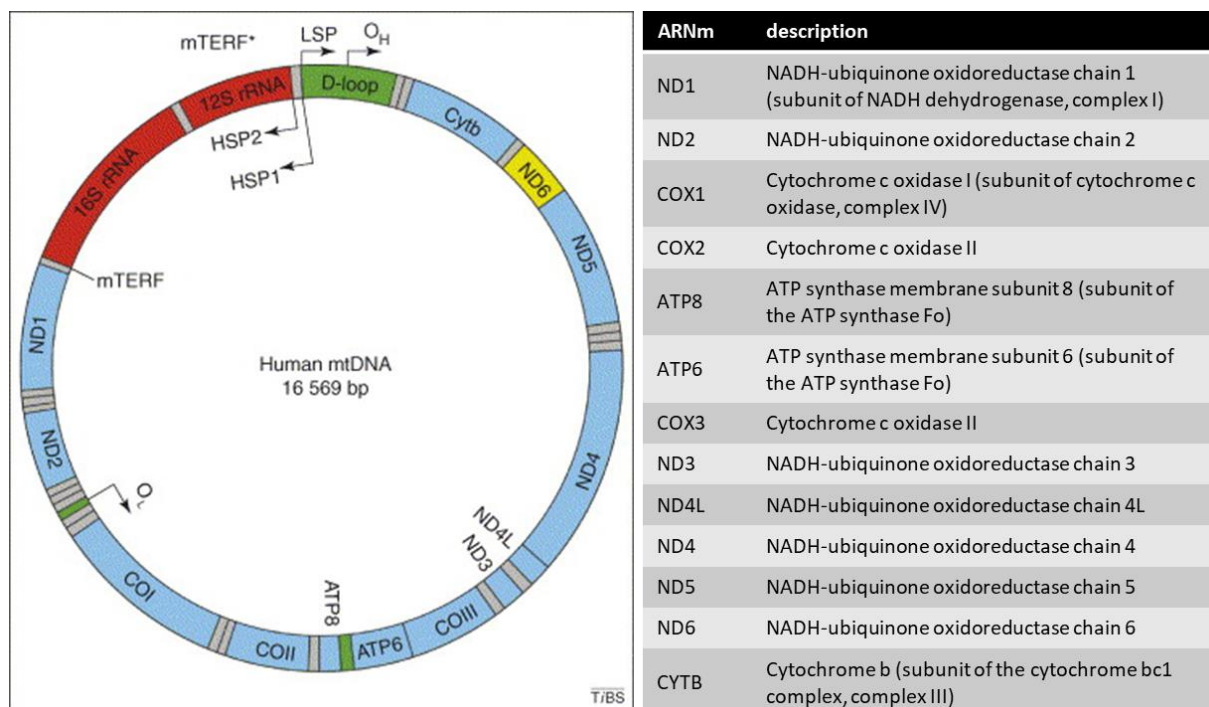 mTERF*
LSP
OH
12S rRNA
D-loop
HSP2
HSP1
Cytb
16S rRNA
ND6
mTERF
ND5
ND1
Human mtDNA
16 569 bp
ND2
ND4
OL
ND4L
ND3
COI
ATP8
COIII
COII
ATP6
TiBS
ARNm description
ND1 NADH-ubiquinone oxidoreductase chain 1
(subunit of NADH dehydrogenase, complex I)
ND2 NADH-ubiquinone oxidoreductase chain 2
COX1 Cytochrome c oxidase I (subunit of cytochrome c
oxidase, complex IV)
COX2 Cytochrome c oxidase II
ATP8 ATP synthase membrane subunit 8 (subunit of
the ATP synthase Fo)
ATP6 ATP synthase membrane subunit 6 (subunit of
the ATP synthase Fo)
COX3 Cytochrome c oxidase II
ND3 NADH-ubiquinone oxidoreductase chain 3
ND4L NADH-ubiquinone oxidoreductase chain 4L
ND4 NADH-ubiquinone oxidoreductase chain 4
ND5 NADH-ubiquinone oxidoreductase chain 5
ND6 NADH-ubiquinone oxidoreductase chain 6
CYTB Cytochrome b (subunit of the cytochrome bc1
complex, complex III)